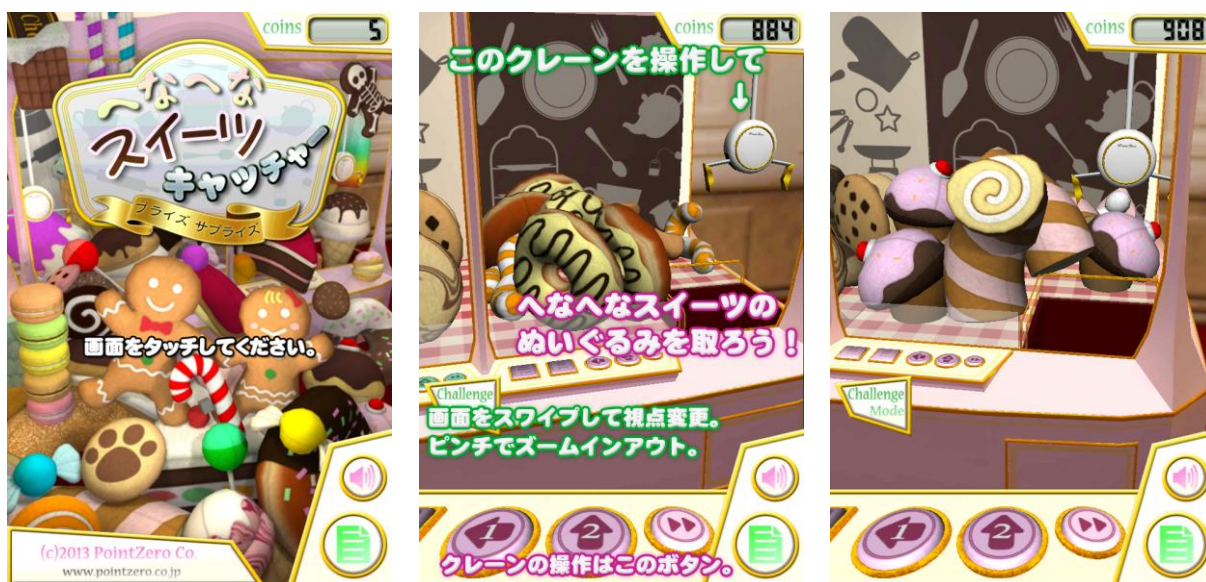 coins 5
へなへな
スイーツ
キャッチャー
プライズ サプライズ
画面をタッチしてください。
(c)2013 PointZero Co.
www.pointzero.co.jp
coins 884
このクレーンを操作して
↓
へなへなスイーツの
ぬいぐるみを取ろう！
Challenge
画面をスワイプして視点変更。
ピンチでズームインアウト。
1
2
クレーンの操作はこのボタン。
coins 908
Challenge
Mode
1
2